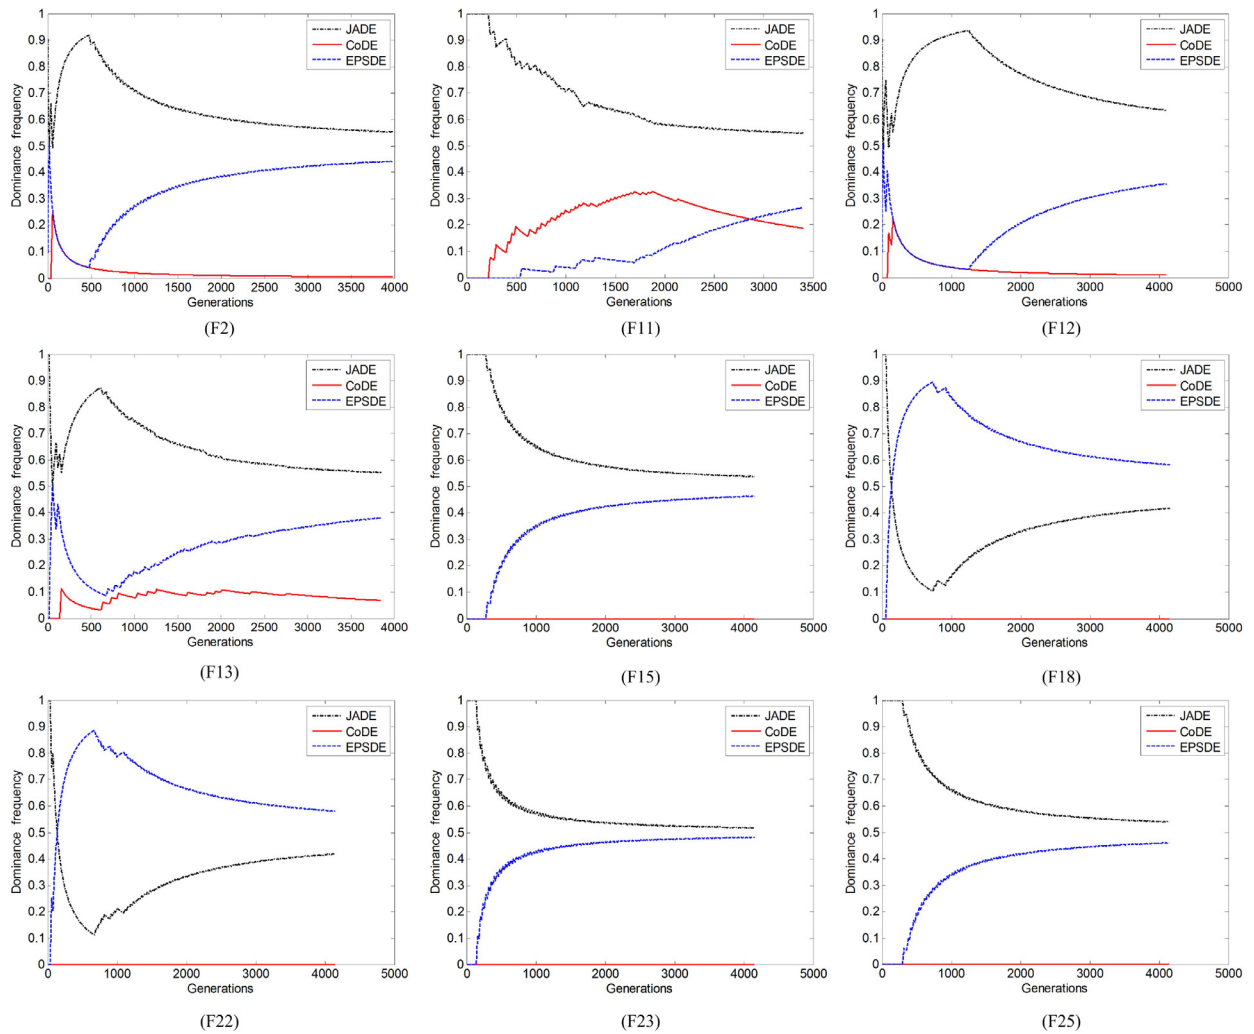 1
0.9
0.8
0.7
0.6
0.5
0.4
0.3
0.2
0.1
0
Dominance frequency
JADE
CoDE
EPSDE
0 500 1000 1500 2000 2500 3000 3500 4000
Generations
(F2)
1
0.9
0.8
0.7
0.6
0.5
0.4
0.3
0.2
0.1
0
Dominance frequency
JADE
CoDE
EPSDE
0 500 1000 1500 2000 2500 3000 3500
Generations
(F11)
1
0.9
0.8
0.7
0.6
0.5
0.4
0.3
0.2
0.1
0
Dominance frequency
JADE
CoDE
EPSDE
0 1000 2000 3000 4000 5000
Generations
(F12)
1
0.9
0.8
0.7
0.6
0.5
0.4
0.3
0.2
0.1
0
Dominance frequency
JADE
CoDE
EPSDE
0 500 1000 1500 2000 2500 3000 3500 4000
Generations
(F13)
1
0.9
0.8
0.7
0.6
0.5
0.4
0.3
0.2
0.1
0
Dominance frequency
JADE
CoDE
EPSDE
0 1000 2000 3000 4000 5000
Generations
(F15)
1
0.9
0.8
0.7
0.6
0.5
0.4
0.3
0.2
0.1
0
Dominance frequency
JADE
CoDE
EPSDE
0 1000 2000 3000 4000 5000
Generations
(F18)
1
0.9
0.8
0.7
0.6
0.5
0.4
0.3
0.2
0.1
0
Dominance frequency
JADE
CoDE
EPSDE
0 1000 2000 3000 4000 5000
Generations
(F22)
1
0.9
0.8
0.7
0.6
0.5
0.4
0.3
0.2
0.1
0
Dominance frequency
JADE
CoDE
EPSDE
0 1000 2000 3000 4000 5000
Generations
(F23)
1
0.9
0.8
0.7
0.6
0.5
0.4
0.3
0.2
0.1
0
Dominance frequency
JADE
CoDE
EPSDE
0 1000 2000 3000 4000 5000
Generations
(F25)